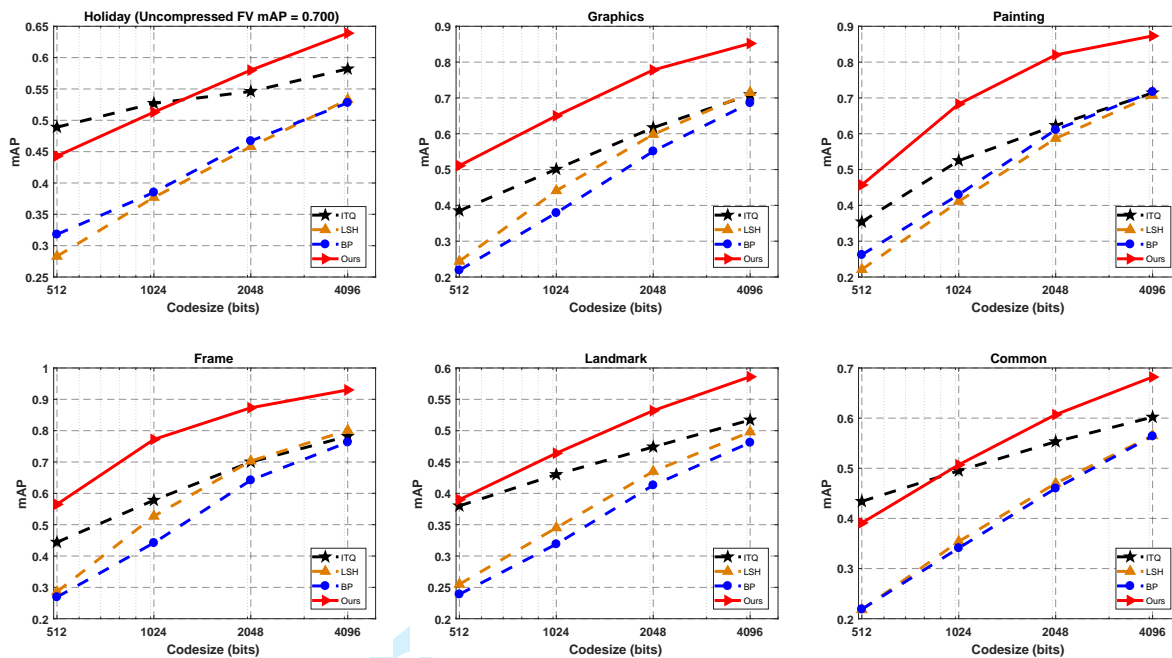 Holiday (Uncompressed FV mAP = 0.700)
mAP
0.65
0.6
0.55
0.5
0.45
0.4
0.35
0.3
0.25
ITQ
LSH
BP
Ours
512 1024 2048 4096
Codesize (bits)
Graphics
mAP
0.9
0.8
0.7
0.6
0.5
0.4
0.3
0.2
ITQ
LSH
BP
Ours
512 1024 2048 4096
Codesize (bits)
Painting
mAP
0.9
0.8
0.7
0.6
0.5
0.4
0.3
0.2
ITQ
LSH
BP
Ours
512 1024 2048 4096
Codesize (bits)
Frame
mAP
1
0.9
0.8
0.7
0.6
0.5
0.4
0.3
0.2
ITQ
LSH
BP
Ours
512 1024 2048 4096
Codesize (bits)
Landmark
mAP
0.6
0.55
0.5
0.45
0.4
0.35
0.3
0.25
0.2
ITQ
LSH
BP
Ours
512 1024 2048 4096
Codesize (bits)
Common
mAP
0.7
0.6
0.5
0.4
0.3
0.2
ITQ
LSH
BP
Ours
512 1024 2048 4096
Codesize (bits)